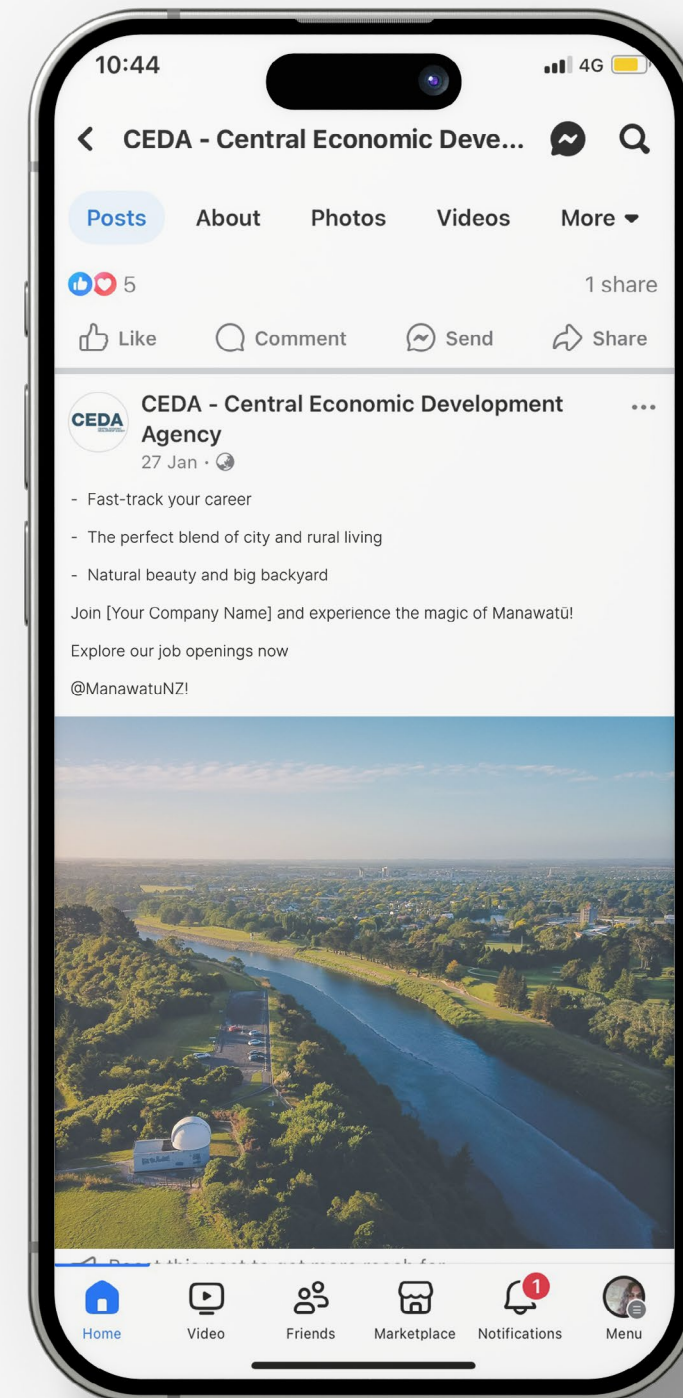 10:44
4G
CEDA - Central Economic Deve...
Posts
About
Photos
Videos
More
5
1 share
Like
Comment
Send
Share
CEDA
CEDA - Central Economic Development
Agency
27 Jan ·
- Fast-track your career
- The perfect blend of city and rural living
- Natural beauty and big backyard
Join [Your Company Name] and experience the magic of Manawatū!
Explore our job openings now
@ManawatuNZ!
1
Home
Video
Friends
Marketplace
Notifications
Menu